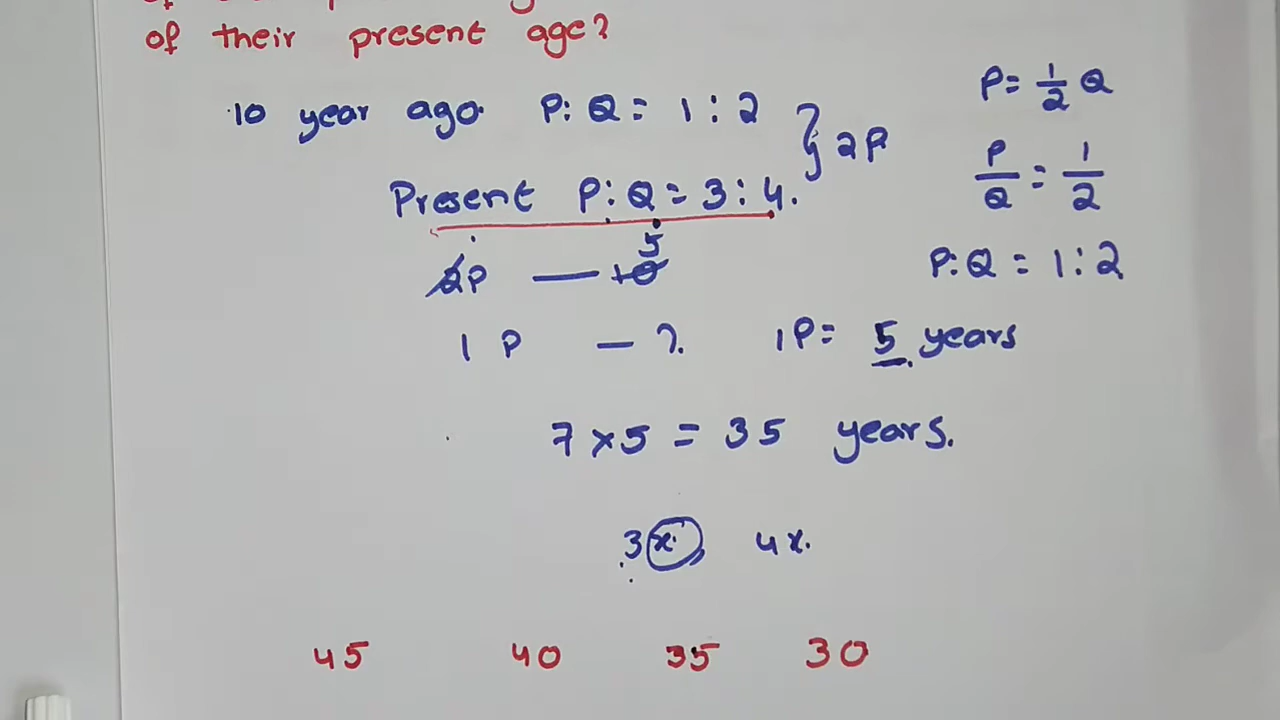 of their present age?
10 year ago. P:Q = 1:2
Present P:Q = 3:4.
} 2P
2P — 10
5
1 P — ?. 1P = 5 years
7 × 5 = 35 years.
3x. 4x.
P = 1/2 Q
P/Q = 1/2
P:Q = 1:2
45 40 35 30